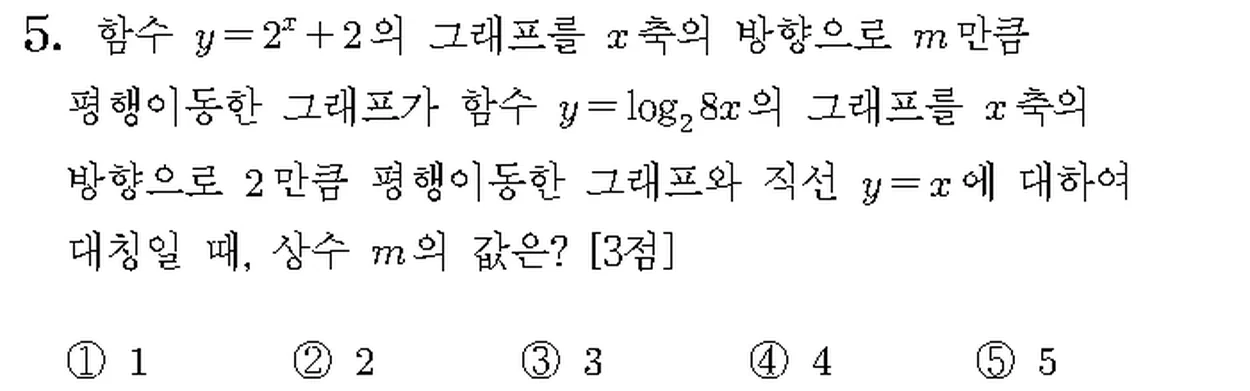 5. 함수 y=2^x+2의 그래프를 x축의 방향으로 m만큼
평행이동한 그래프가 함수 y=log₂8x의 그래프를 x축의
방향으로 2만큼 평행이동한 그래프와 직선 y=x에 대하여
대칭일 때, 상수 m의 값은? [3점]
① 1 ② 2 ③ 3 ④ 4 ⑤ 5